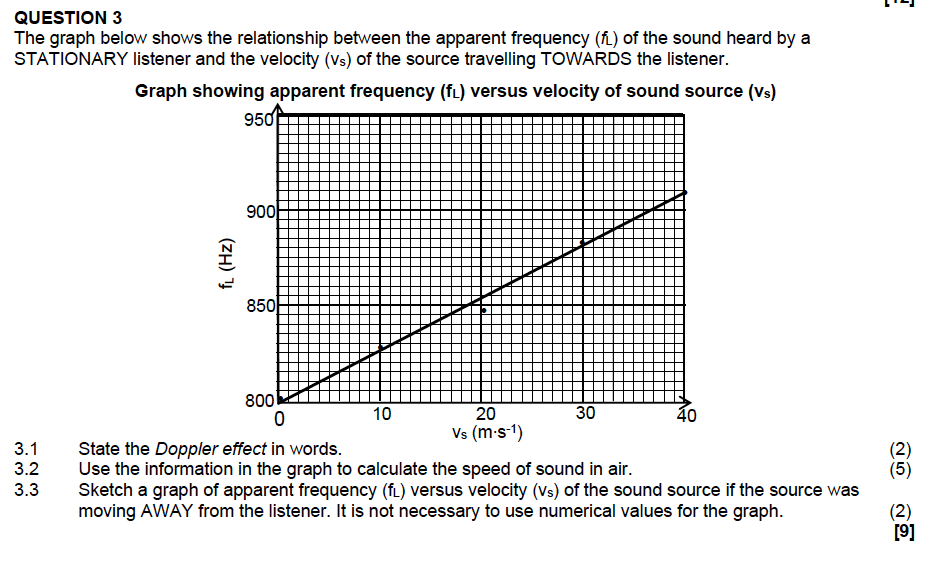 QUESTION 3
The graph below shows the relationship between the apparent frequency (fL) of the sound heard by a
STATIONARY listener and the velocity (vs) of the source travelling TOWARDS the listener.
Graph showing apparent frequency (fL) versus velocity of sound source (vs)
950
900
fL (Hz)
850
800
0 10 20 30 40
vs (m·s-1)
3.1 State the Doppler effect in words. (2)
3.2 Use the information in the graph to calculate the speed of sound in air. (5)
3.3 Sketch a graph of apparent frequency (fL) versus velocity (vs) of the sound source if the source was
moving AWAY from the listener. It is not necessary to use numerical values for the graph. (2)
[9]